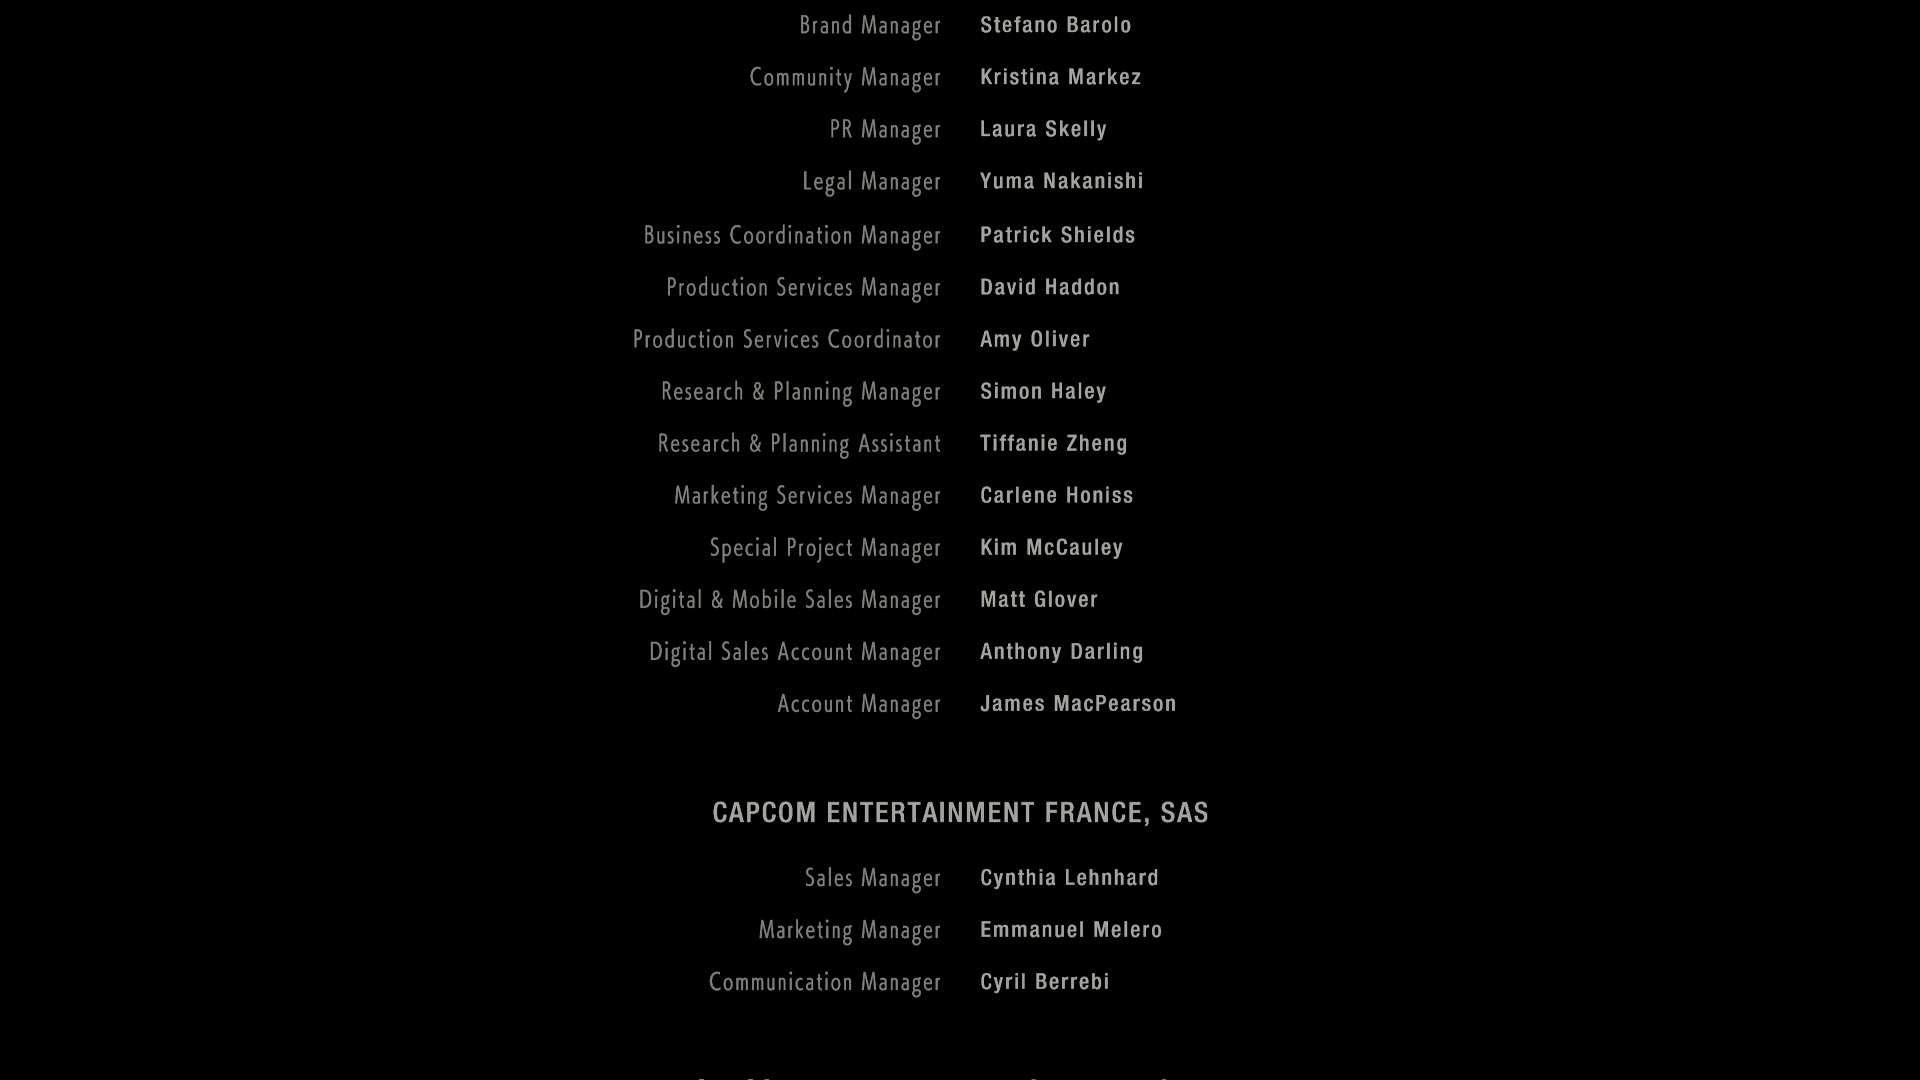 Brand Manager Stefano Barolo
Community Manager Kristina Markez
PR Manager Laura Skelly
Legal Manager Yuma Nakanishi
Business Coordination Manager Patrick Shields
Production Services Manager David Haddon
Production Services Coordinator Amy Oliver
Research & Planning Manager Simon Haley
Research & Planning Assistant Tiffanie Zheng
Marketing Services Manager Carlene Honiss
Special Project Manager Kim McCauley
Digital & Mobile Sales Manager Matt Glover
Digital Sales Account Manager Anthony Darling
Account Manager James MacPearson
CAPCOM ENTERTAINMENT FRANCE, SAS
Sales Manager Cynthia Lehnhard
Marketing Manager Emmanuel Melero
Communication Manager Cyril Berrebi